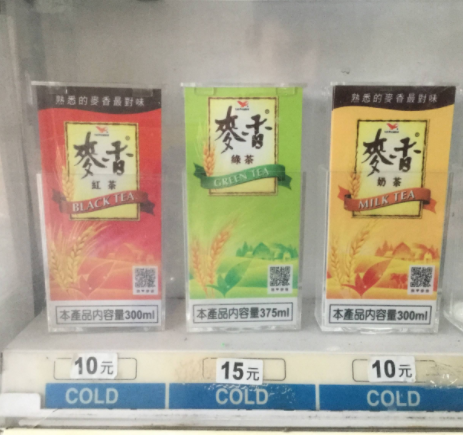 熟悉的麥香最對味
麥香
紅茶
BLACK TEA
本產品内容量300ml
麥香
綠茶
GREEN TEA
本產品内容量375ml
熟悉的麥香最對味
麥香
奶茶
MILK TEA
本產品内容量300ml
10元
15元
10元
COLD
COLD
COLD